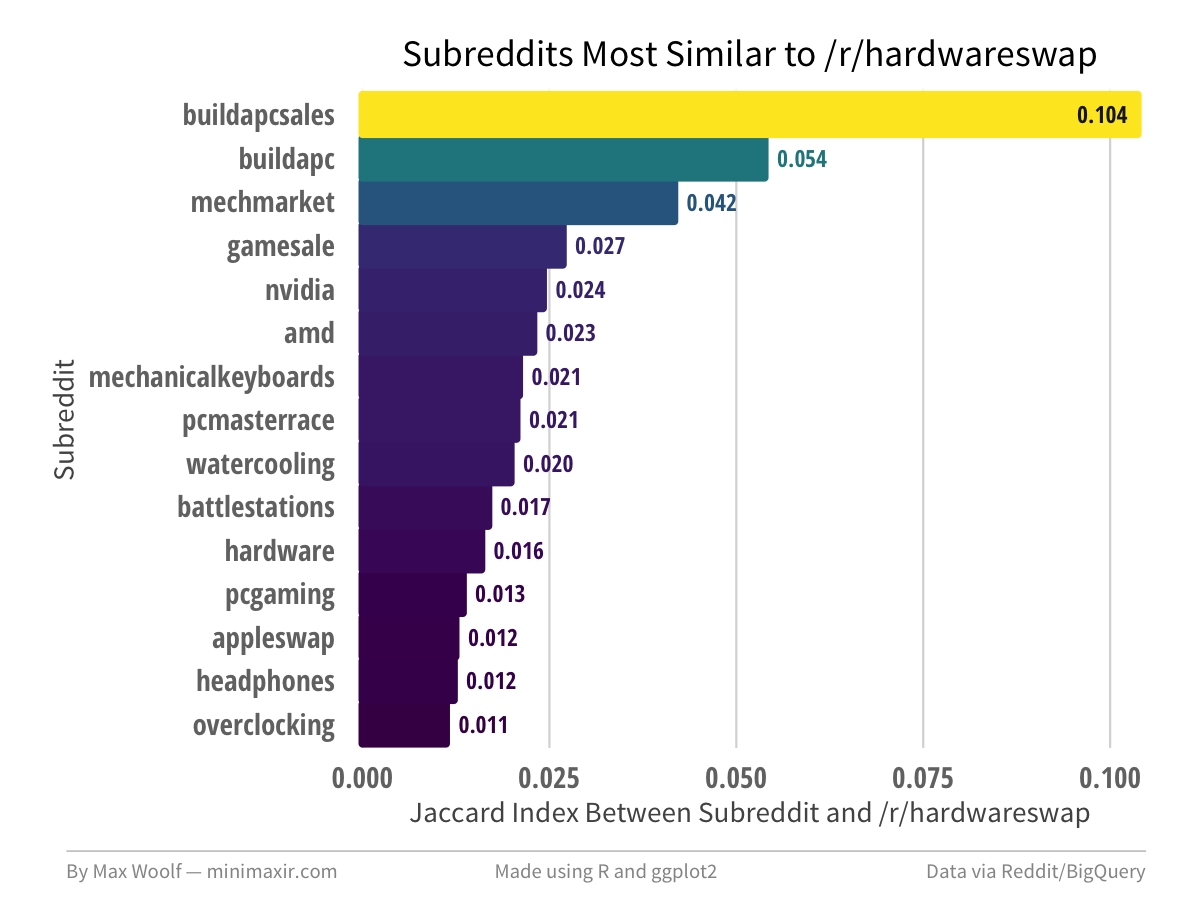 Subreddits Most Similar to /r/hardwareswap
buildapcsales 0.104
buildapc 0.054
mechmarket 0.042
gamesale 0.027
nvidia 0.024
amd 0.023
mechanicalkeyboards 0.021
pcmasterrace 0.021
watercooling 0.020
battlestations 0.017
hardware 0.016
pcgaming 0.013
appleswap 0.012
headphones 0.012
overclocking 0.011
Subreddit
0.000 0.025 0.050 0.075 0.100
Jaccard Index Between Subreddit and /r/hardwareswap
By Max Woolf — minimaxir.com Made using R and ggplot2 Data via Reddit/BigQuery